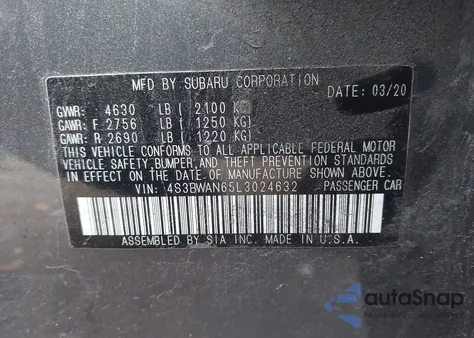 MFD BY SUBARU CORPORATION
DATE: 03/20
GVWR: 4630 LB ( 2100 KG)
GAWR: F 2756 LB ( 1250 KG)
GAWR: R 2690 LB ( 1220 KG)
THIS VEHICLE CONFORMS TO ALL APPLICABLE FEDERAL MOTOR
VEHICLE SAFETY, BUMPER, AND THEFT PREVENTION STANDARDS
IN EFFECT ON THE DATE OF MANUFACTURE SHOWN ABOVE.
VIN: 4S3BWAN65L3024632 PASSENGER CAR
ASSEMBLED BY SIA INC. MADE IN U.S.A.
autoSnap